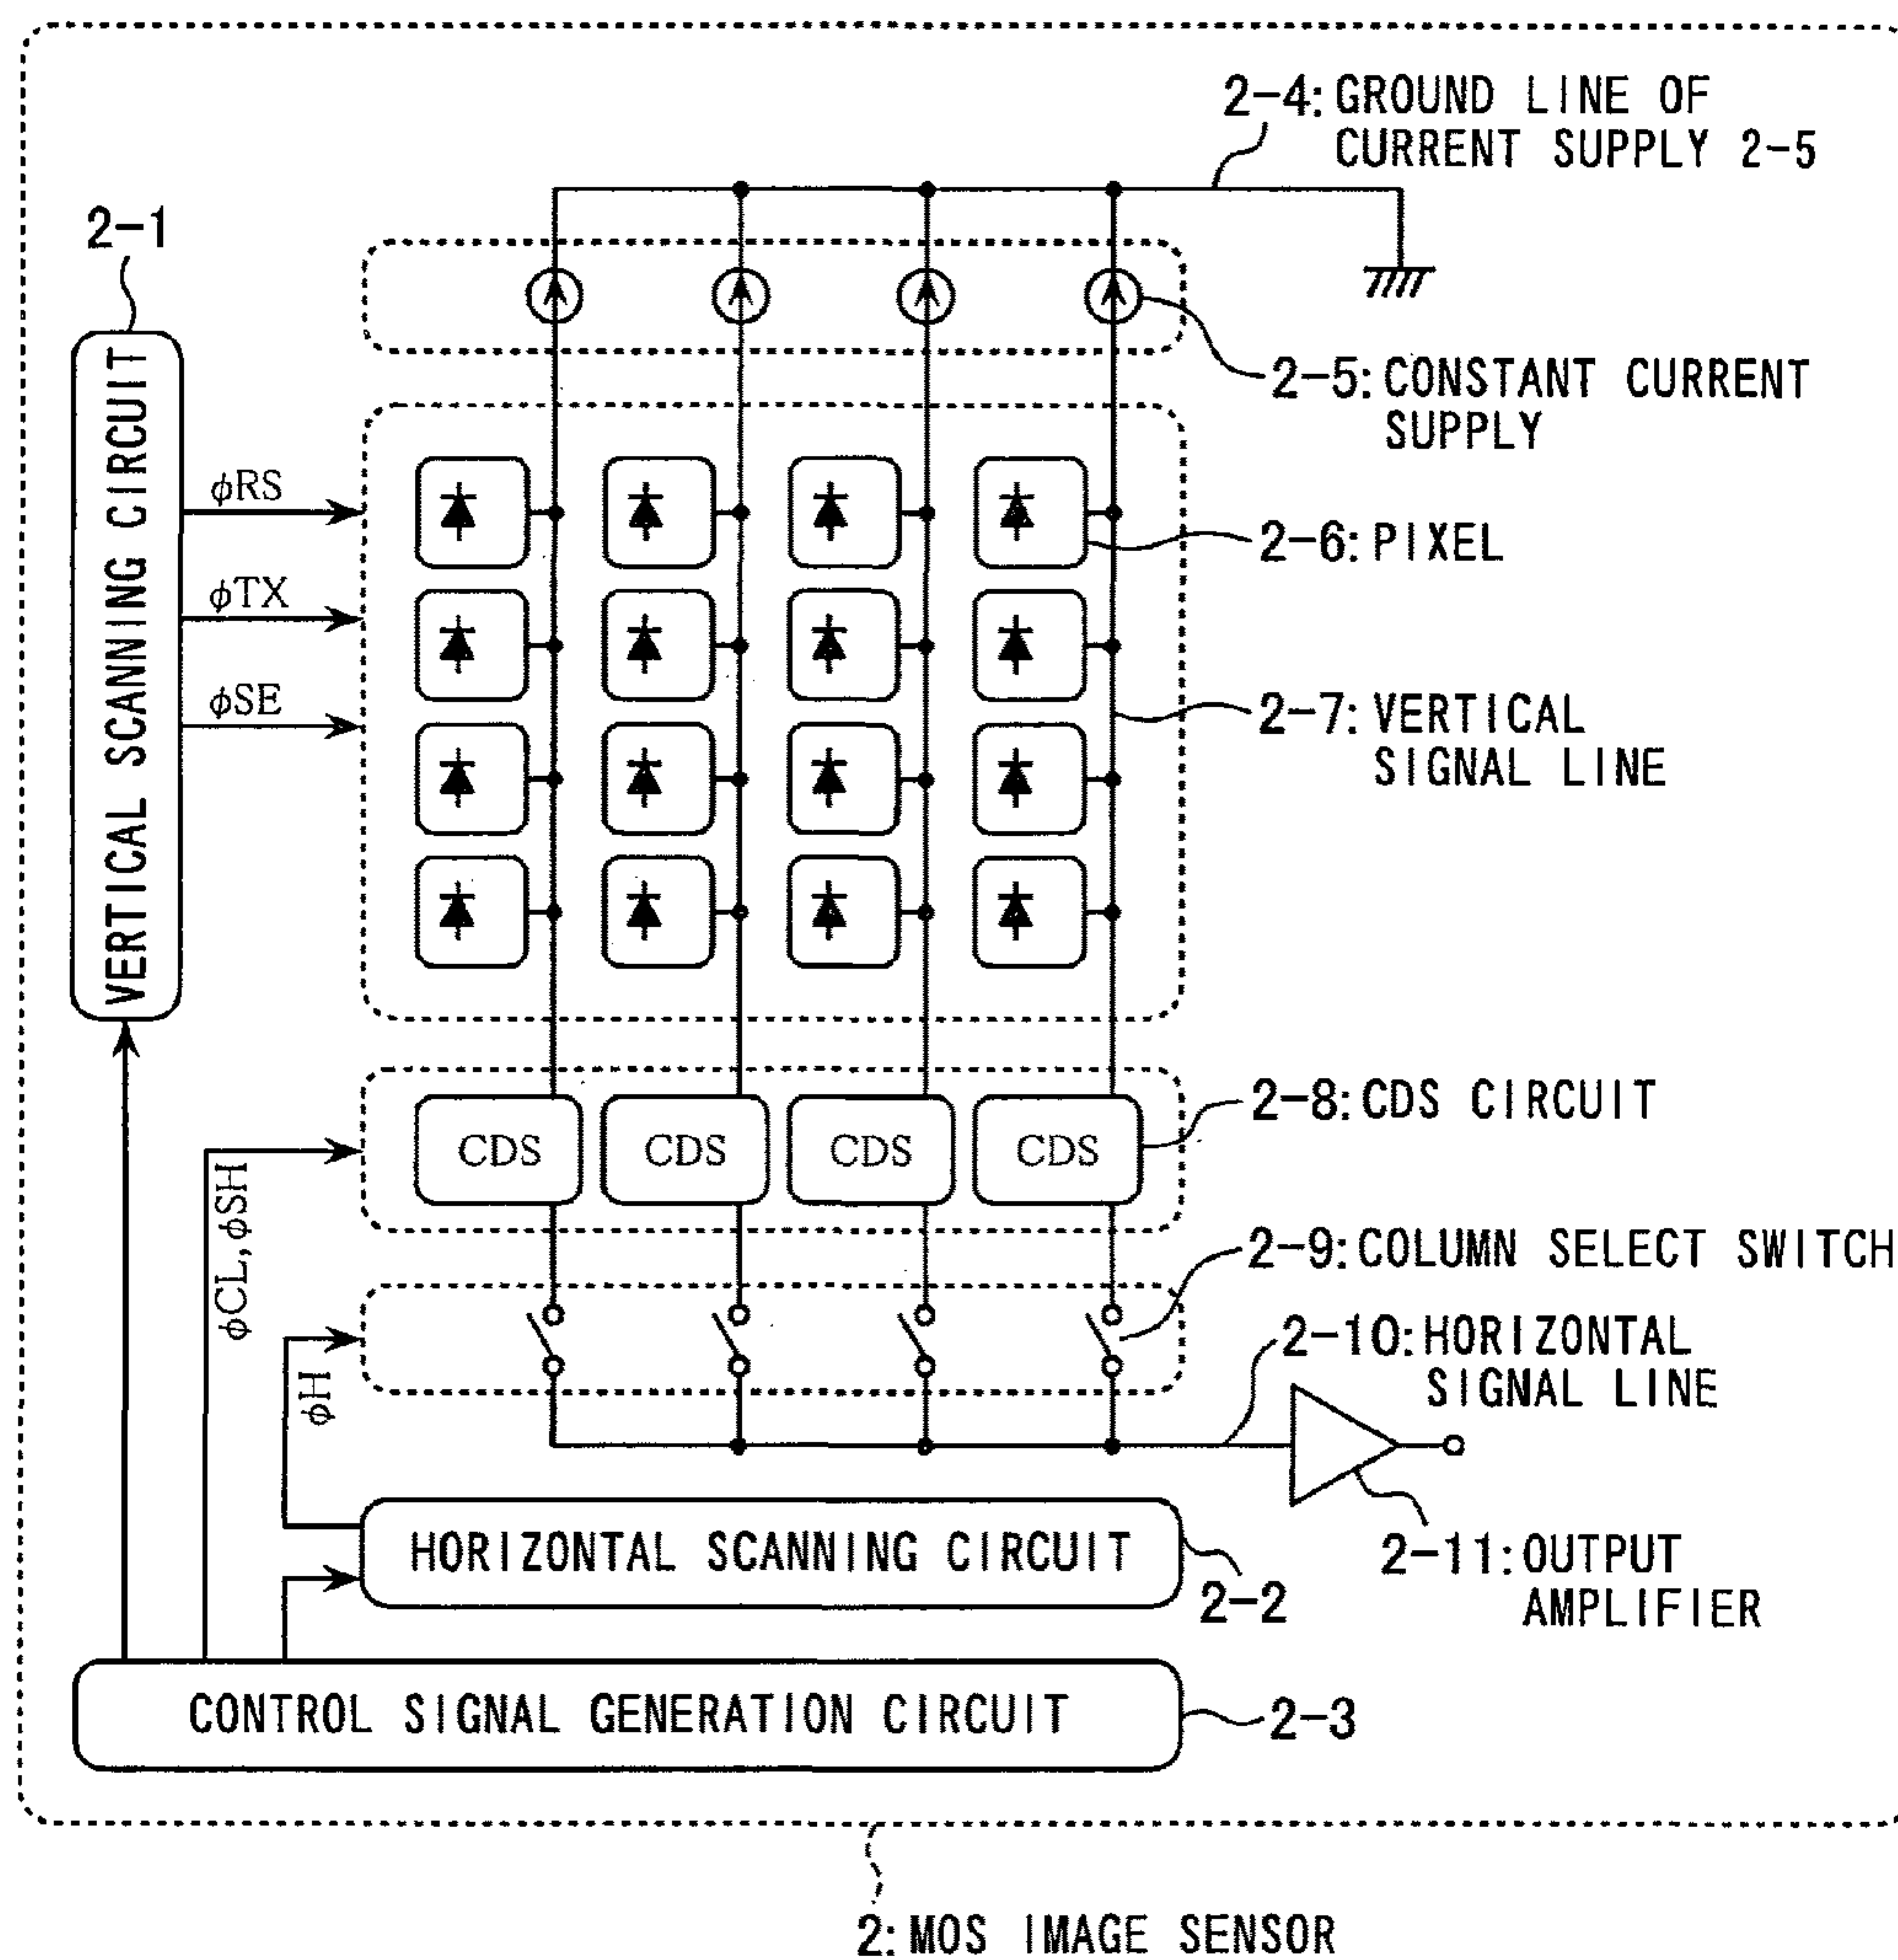 2-4: GROUND LINE OF
CURRENT SUPPLY 2-5
2-1
VERTICAL SCANNING CIRCUIT
2-5: CONSTANT CURRENT
SUPPLY
φRS
2-6: PIXEL
φTX
φSE
2-7: VERTICAL
SIGNAL LINE
2-8: CDS CIRCUIT
CDS CDS CDS CDS
φCL, φSH
2-9: COLUMN SELECT SWITCH
2-10: HORIZONTAL
SIGNAL LINE
φH
HORIZONTAL SCANNING CIRCUIT
2-2
2-11: OUTPUT
AMPLIFIER
CONTROL SIGNAL GENERATION CIRCUIT
2-3
2: MOS IMAGE SENSOR